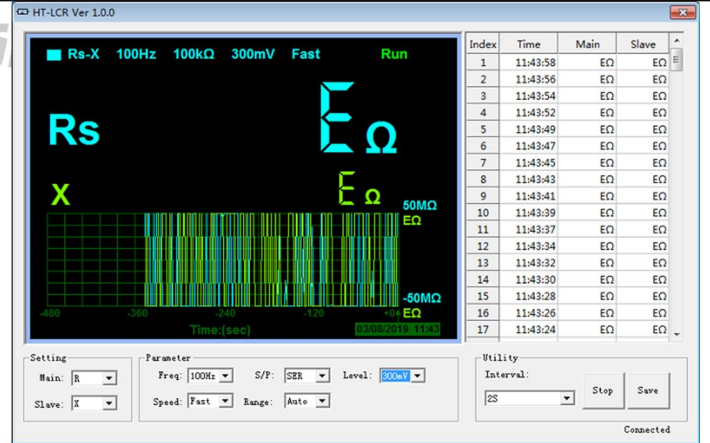 HT-LCR Ver 1.0.0
Rs-X 100Hz 100kΩ 300mV Fast Run
Rs E Ω
X E Ω
50MΩ
EΩ
-50MΩ
-480 -360 -240 -120 +0 EΩ
Time:(sec) 03/08/2019 11:43
Index Time Main Slave
1 11:43:58 EΩ EΩ
2 11:43:56 EΩ EΩ
3 11:43:54 EΩ EΩ
4 11:43:52 EΩ EΩ
5 11:43:49 EΩ EΩ
6 11:43:47 EΩ EΩ
7 11:43:45 EΩ EΩ
8 11:43:43 EΩ EΩ
9 11:43:41 EΩ EΩ
10 11:43:39 EΩ EΩ
11 11:43:37 EΩ EΩ
12 11:43:34 EΩ EΩ
13 11:43:32 EΩ EΩ
14 11:43:30 EΩ EΩ
15 11:43:28 EΩ EΩ
16 11:43:26 EΩ EΩ
17 11:43:24 EΩ EΩ
Setting
Main: R
Slave: X
Parameter
Freq: 100Hz S/P: SER Level: 300mV
Speed: Fast Range: Auto
Utility
Interval:
2S Stop Save
Connected